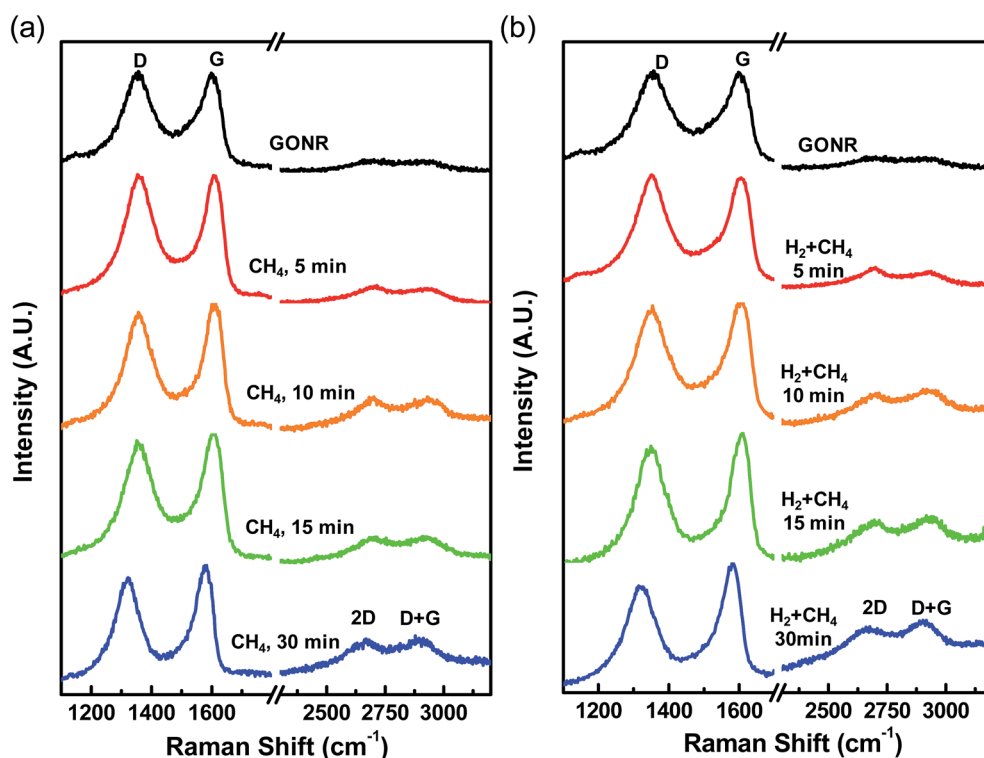 (a)
D
G
GONR
CH₄, 5 min
CH₄, 10 min
CH₄, 15 min
CH₄, 30 min
2D
D+G
Intensity (A.U.)
1200
1400
1600
2500
2750
3000
Raman Shift (cm⁻¹)
(b)
D
G
GONR
H₂+CH₄
5 min
H₂+CH₄
10 min
H₂+CH₄
15 min
H₂+CH₄
30min
2D
D+G
Intensity (A.U.)
1200
1400
1600
2500
2750
3000
Raman Shift (cm⁻¹)